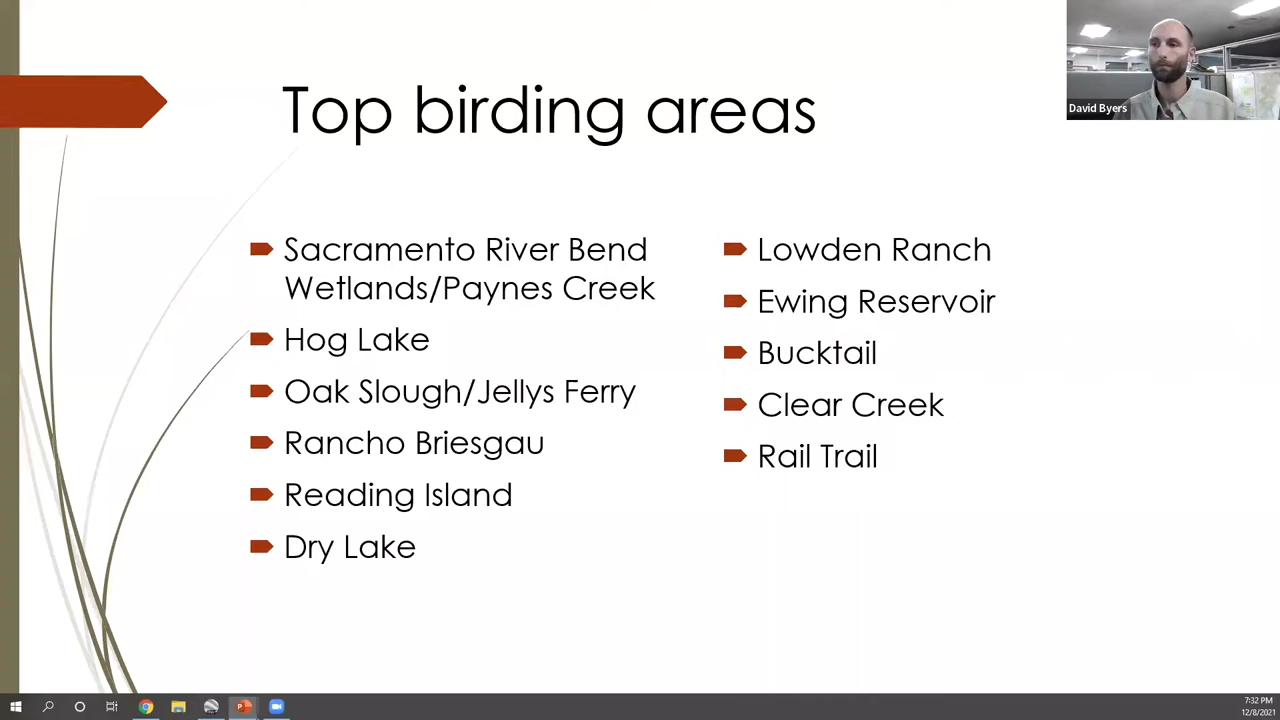 Top birding areas
David Byers
Sacramento River Bend
Wetlands/Paynes Creek
Hog Lake
Oak Slough/Jellys Ferry
Rancho Briesgau
Reading Island
Dry Lake
Lowden Ranch
Ewing Reservoir
Bucktail
Clear Creek
Rail Trail
7:32 PM
12/8/2021